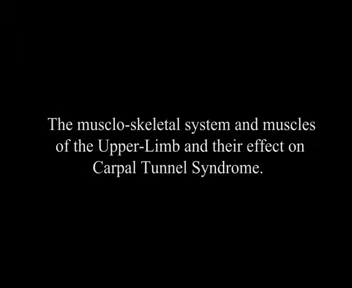 The musclo-skeletal system and muscles
of the Upper-Limb and their effect on
Carpal Tunnel Syndrome.